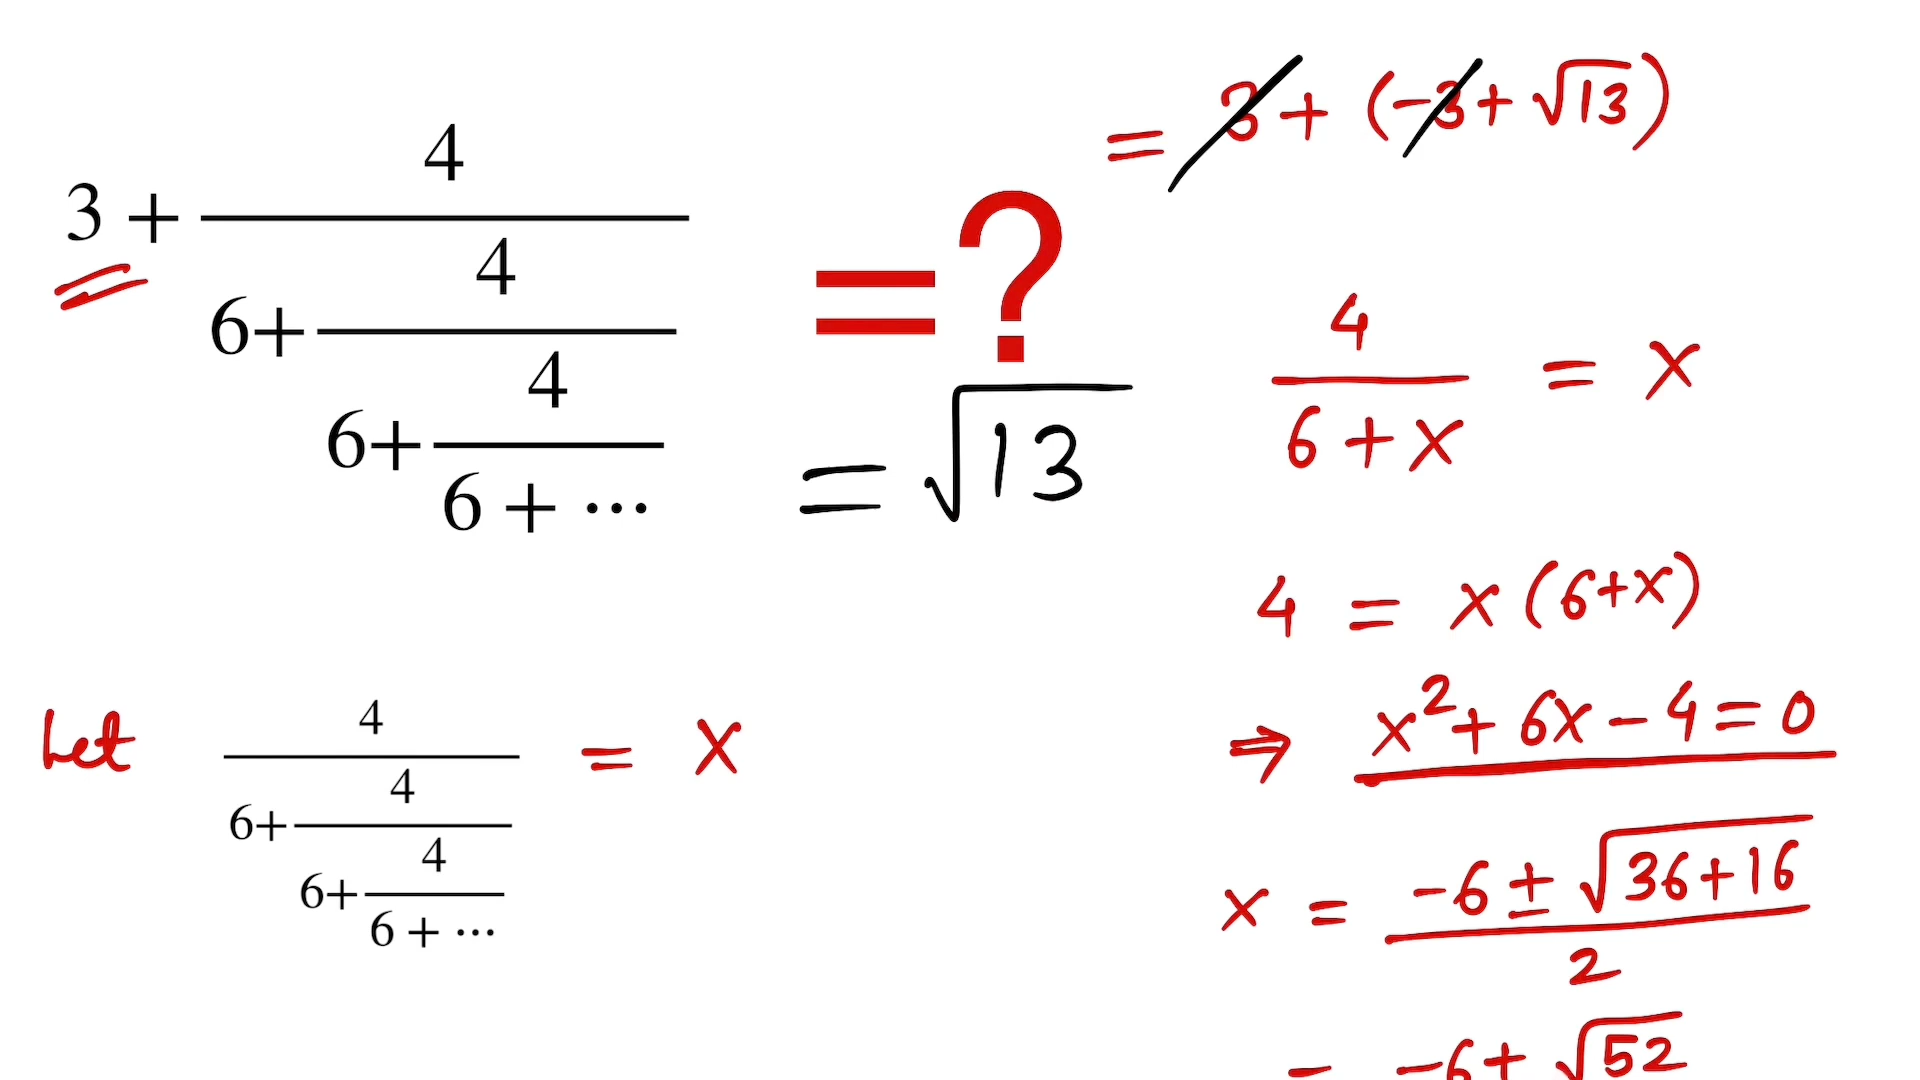 = 3 + (-3 + √13)
3 + 4
6+ 4
6+ 4
6 + ···
= ?
= √13
4
6 + x
= x
4 = x (6+x)
⇒ x² + 6x - 4 = 0
x = -6 ± √36+16
2
= -6 + √52
Let 4 = x
6+ 4
6+ 4
6 + ···